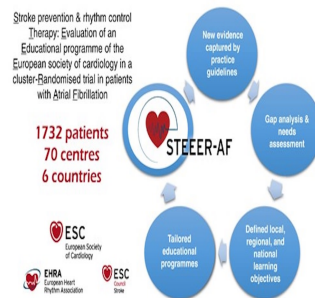 Stroke prevention & rhythm control
Therapy: Evaluation of an
Educational programme of the
European society of cardiology in a
cluster-Randomised trial in patients
with Atrial Fibrillation
1732 patients
70 centres
6 countries
ESC
European Society
of Cardiology
EHRA
European Heart
Rhythm Association
ESC
Council
Stroke
New evidence
captured by
practice
guidelines
STEEER-AF
Gap analysis &
needs
assessment
Defined local,
regional, and
national
learning
objectives
Tailored
educational
programmes